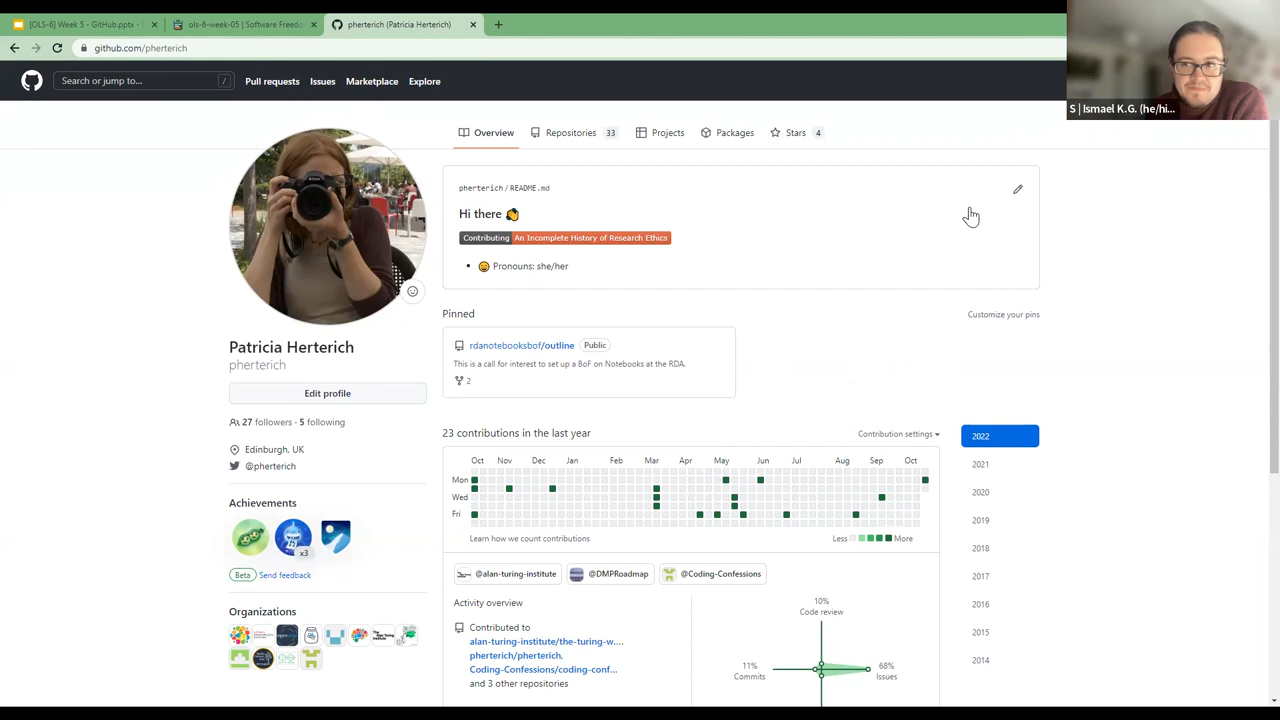 [OLS-6] Week 5 - GitHub.pptx -
ols-6-week-05 | Software Freedo
pherterich (Patricia Herterich)
github.com/pherterich
S | Ismael K.G. (he/hi...
Search or jump to...
/
Pull requests
Issues
Marketplace
Explore
Overview
Repositories 33
Projects
Packages
Stars 4
pherterich / README.md
Hi there
Contributing An Incomplete History of Research Ethics
Pronouns: she/her
Pinned
Customize your pins
rdanotebooksbof/outline Public
This is a call for interest to set up a BoF on Notebooks at the RDA.
2
Patricia Herterich
pherterich
Edit profile
27 followers · 5 following
Edinburgh, UK
@pherterich
Achievements
x3
Beta Send feedback
Organizations
23 contributions in the last year
Contribution settings
Oct Nov Dec Jan Feb Mar Apr May Jun Jul Aug Sep Oct
Mon
Wed
Fri
Learn how we count contributions
Less More
@alan-turing-institute
@DMPRoadmap
@Coding-Confessions
Activity overview
Contributed to
alan-turing-institute/the-turing-w...,
pherterich/pherterich,
Coding-Confessions/coding-conf...
and 3 other repositories
10%
Code review
11%
Commits
68%
Issues
2022
2021
2020
2019
2018
2017
2016
2015
2014